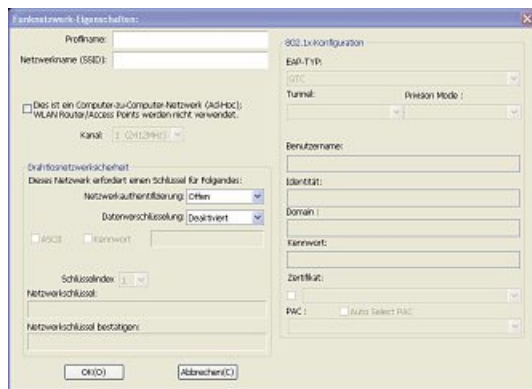 Funknetzwerk-Eigenschaften:
Profilname:
Netzwerkname (SSID):
Dies ist ein Computer-zu-Computer-Netzwerk (Ad-Hoc);
WLAN Router/Access Points werden nicht verwendet.
Kanal: 1 (2412MHz)
Drahtlosnetzwerksicherheit
Dieses Netzwerk erfordert einen Schlüssel für Folgendes:
Netzwerkauthentifizierung: Offen
Datenverschlüsselung: Deaktiviert
ASCII Kennwort
Schlüsselindex 1
Netzwerkschlüssel:
Netzwerkschlüssel bestätigen:
OK(O) Abbrechen(C)
802.1x-Konfiguration
EAP-TYP:
GTC
Tunnel: Mode :
Benutzername:
Identität:
Domain :
Kennwort:
Zertifikat:
PAC : Auto Select PAC